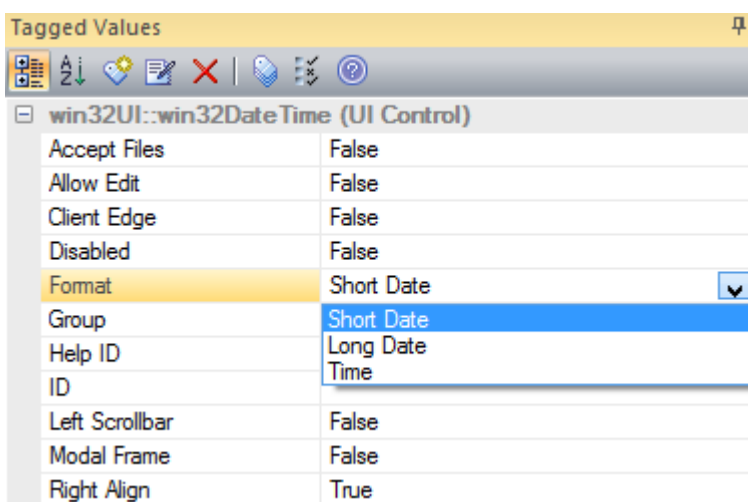 Tagged Values
win32UI::win32DateTime (UI Control)
Accept Files False
Allow Edit False
Client Edge False
Disabled False
Format Short Date
Group Short Date
Help ID Long Date
Time
ID
Left Scrollbar False
Modal Frame False
Right Align True